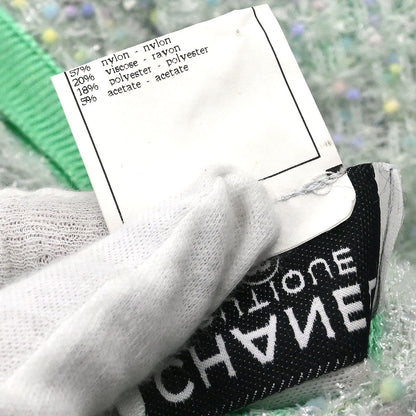 57% nylon - nylon
20% viscose - rayon
18% polyester - polyester
5% acetate - acetate
CHANEL
BOUTIQUE